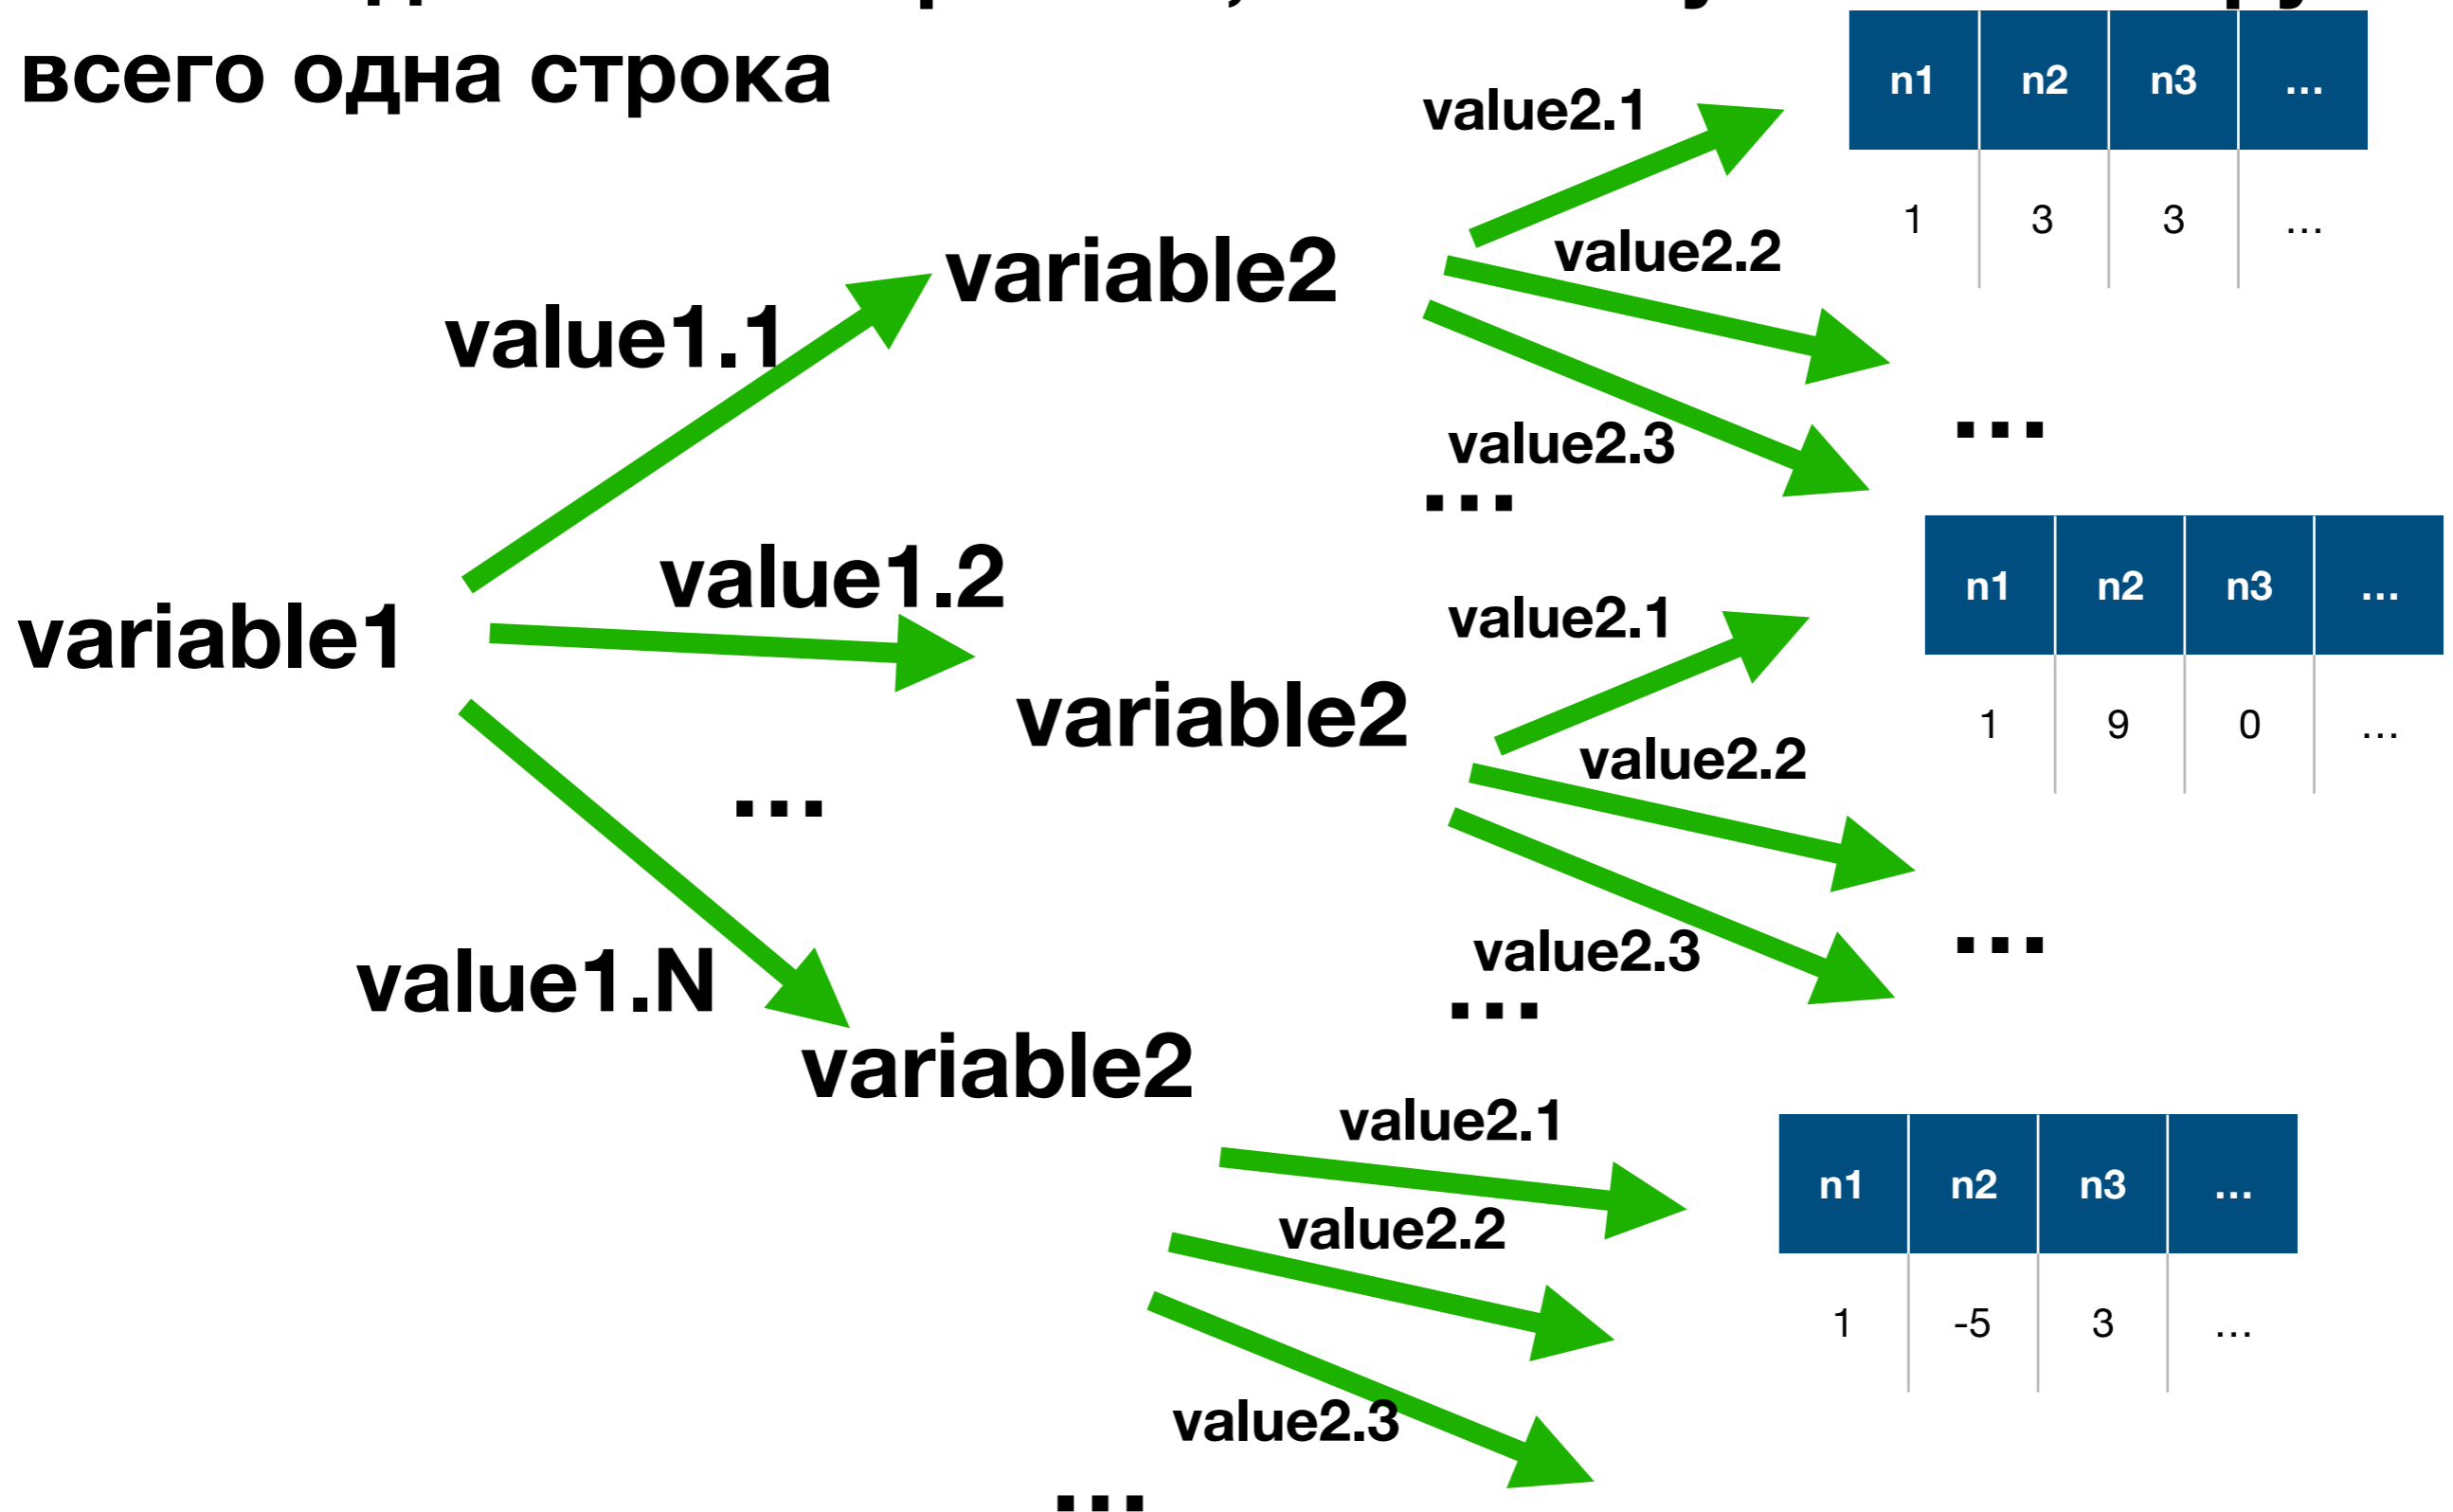 всего одна строка
value2.1
n1 n2 n3 ...
1 3 3 ...
variable2
value2.2
value1.1
...
value2.3
...
value1.2
value2.1
n1 n2 n3 ...
variable1
1 9 0 ...
variable2
value2.2
...
value2.3
...
value1.N
...
variable2
value2.1
n1 n2 n3 ...
value2.2
1 -5 3 ...
value2.3
...